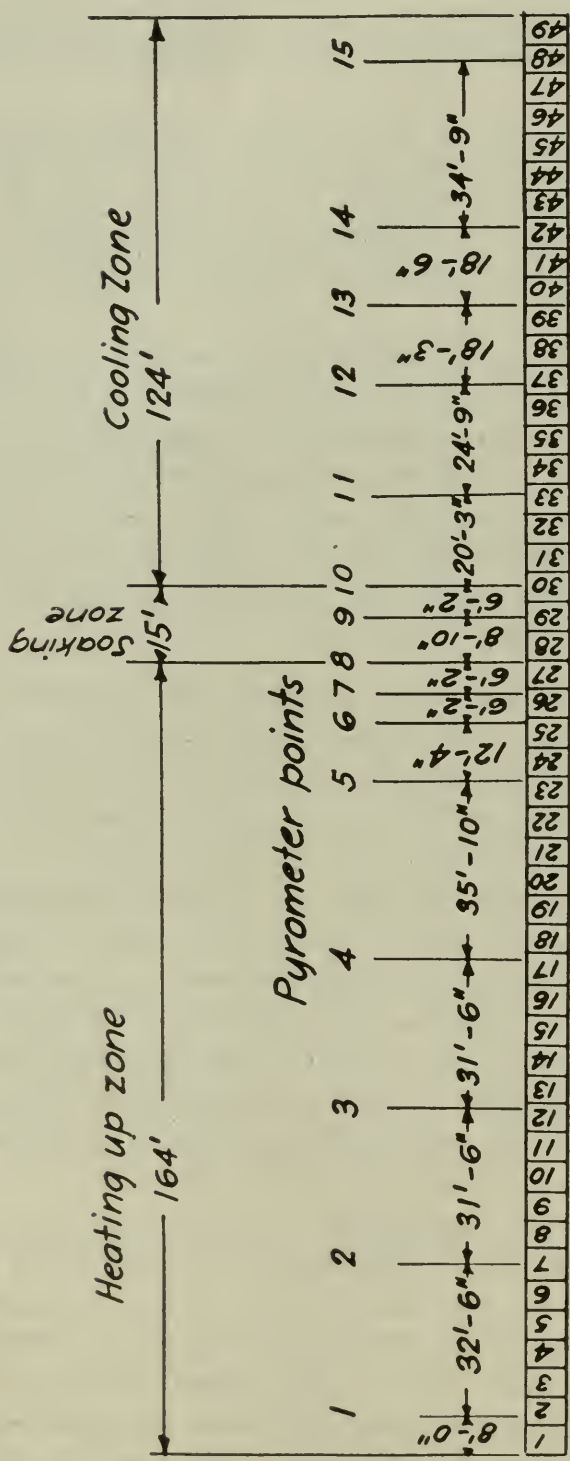 Heating up zone
164'
Soaking
zone
15'
Cooling Zone
124'
Pyrometer points
1 2 3 4 5 6 7 8 9 10 11 12 13 14 15
8'-0" 32'-6" 31'-6" 31'-6" 35'-10" 12'-4" 6'-2" 6'-2" 8'-10" 6'-2" 20'-3" 24'-9" 18'-3" 18'-6" 34'-9"
1 2 3 4 5 6 7 8 9 10 11 12 13 14 15 16 17 18 19 20 21 22 23 24 25 26 27 28 29 30 31 32 33 34 35 36 37 38 39 40 41 42 43 44 45 46 47 48 49